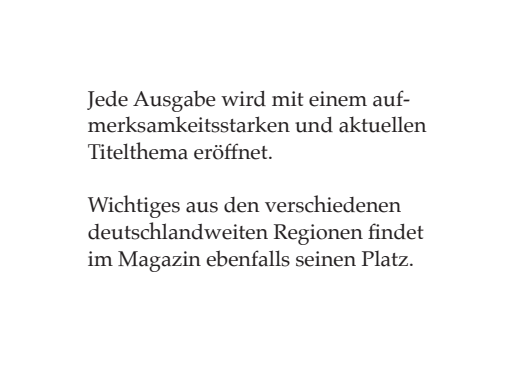 Jede Ausgabe wird mit einem auf-
merksamkeitsstarken und aktuellen
Titelthema eröffnet.
Wichtiges aus den verschiedenen
deutschlandweiten Regionen findet
im Magazin ebenfalls seinen Platz.